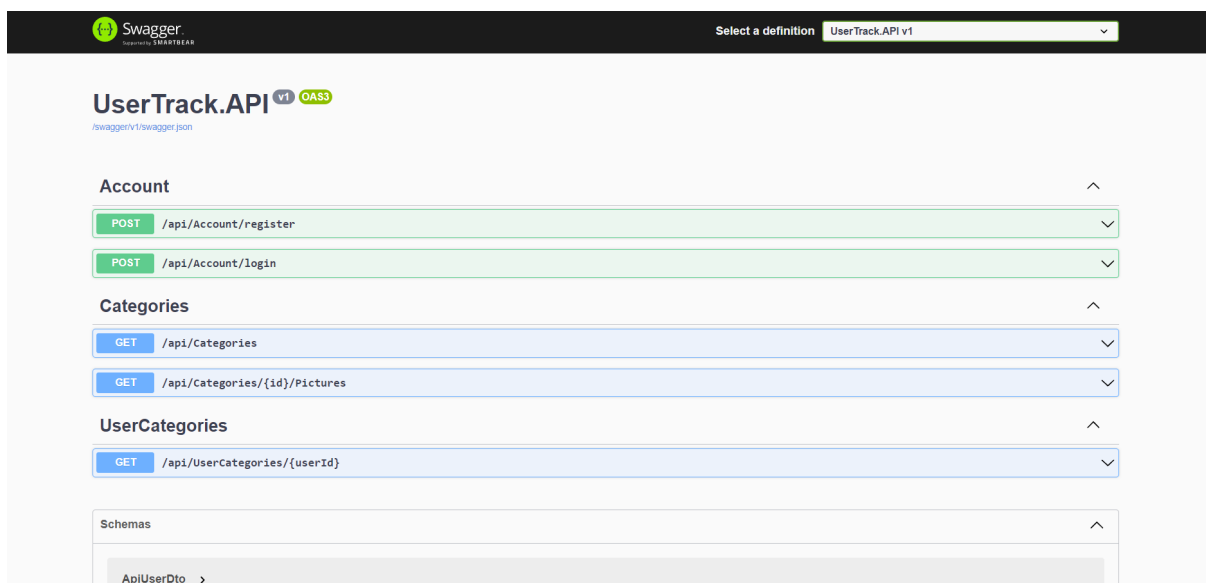 Swagger.
Supported by SMARTBEAR
Select a definition UserTrack.API v1
UserTrack.API v1 OAS3
/swagger/v1/swagger.json
Account
POST /api/Account/register
POST /api/Account/login
Categories
GET /api/Categories
GET /api/Categories/{id}/Pictures
UserCategories
GET /api/UserCategories/{userId}
Schemas
ApiUserDto